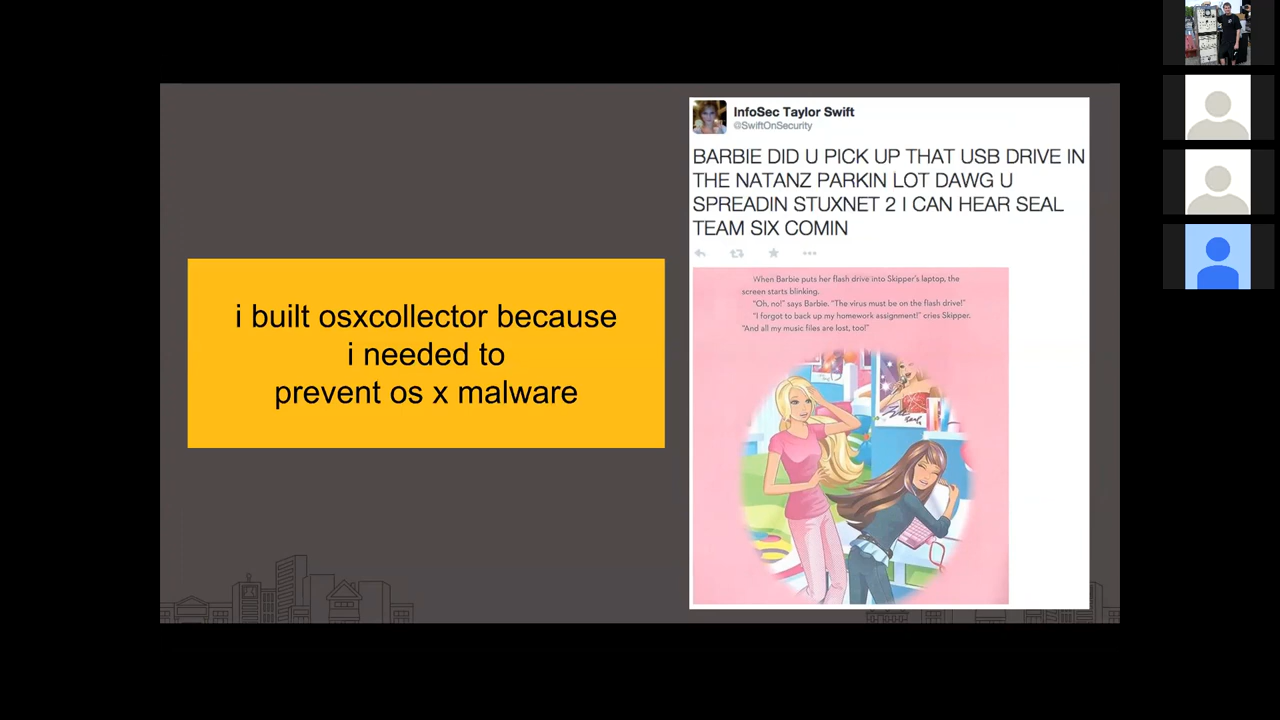 i built osxcollector because
i needed to
prevent os x malware
InfoSec Taylor Swift
@SwiftOnSecurity
BARBIE DID U PICK UP THAT USB DRIVE IN
THE NATANZ PARKIN LOT DAWG U
SPREADIN STUXNET 2 I CAN HEAR SEAL
TEAM SIX COMIN
When Barbie puts her flash drive into Skipper's laptop, the
screen starts blinking.
"Oh, no!" says Barbie. "The virus must be on the flash drive!"
"I forgot to back up my homework assignment!" cries Skipper.
"And all my music files are lost, too!"